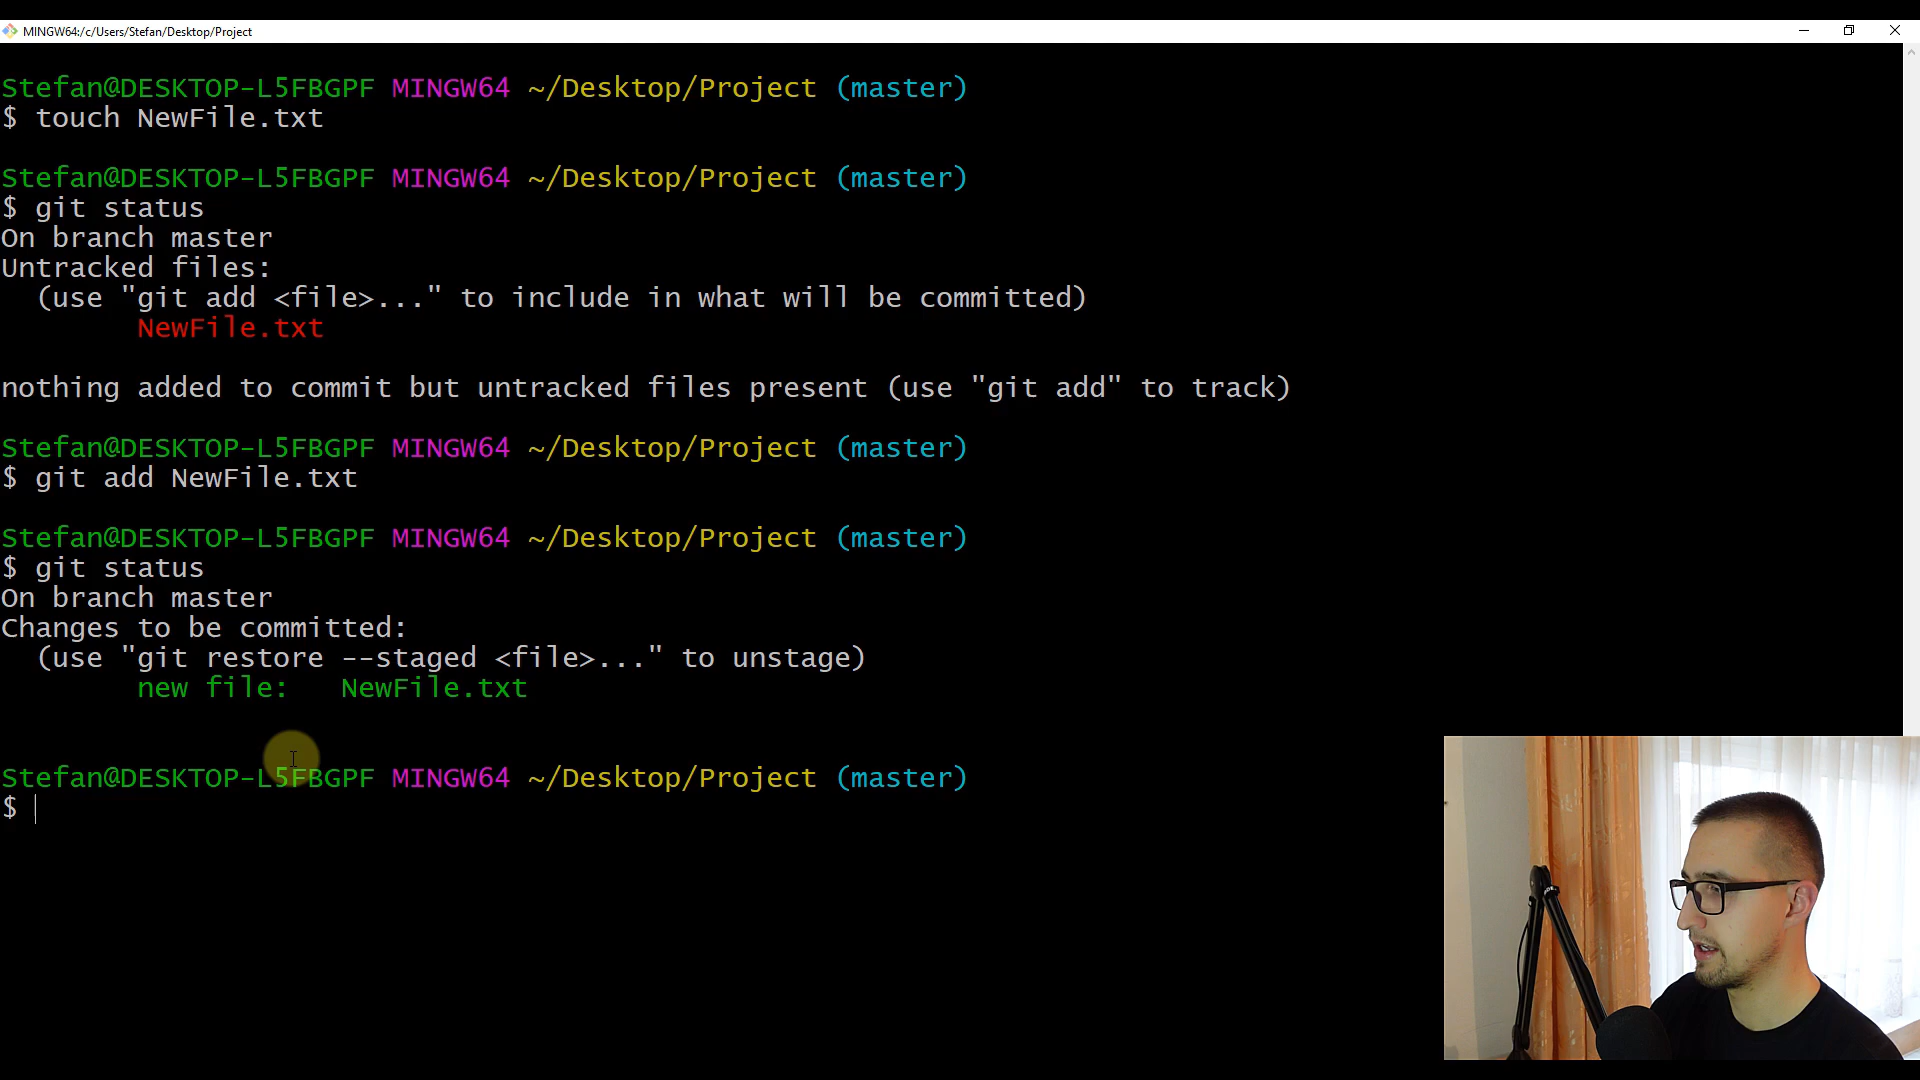 MINGW64:/c/Users/Stefan/Desktop/Project
Stefan@DESKTOP-L5FBGPF MINGW64 ~/Desktop/Project (master)
$ touch NewFile.txt
Stefan@DESKTOP-L5FBGPF MINGW64 ~/Desktop/Project (master)
$ git status
On branch master
Untracked files:
  (use "git add <file>..." to include in what will be committed)
        NewFile.txt
nothing added to commit but untracked files present (use "git add" to track)
Stefan@DESKTOP-L5FBGPF MINGW64 ~/Desktop/Project (master)
$ git add NewFile.txt
Stefan@DESKTOP-L5FBGPF MINGW64 ~/Desktop/Project (master)
$ git status
On branch master
Changes to be committed:
  (use "git restore --staged <file>..." to unstage)
        new file:   NewFile.txt
Stefan@DESKTOP-L5FBGPF MINGW64 ~/Desktop/Project (master)
$